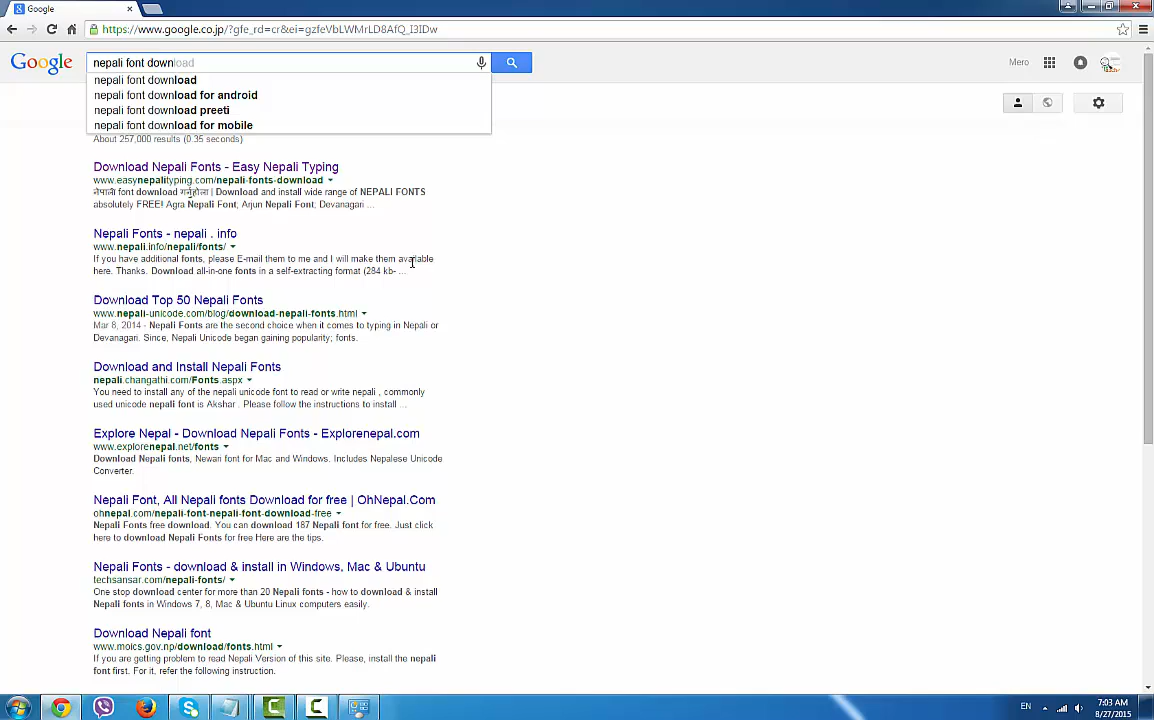 Google
https://www.google.co.jp/?gfe_rd=cr&ei=gzfeVbLWMrLD8AfQ_I3IDw
Google
nepali font download
Mero
nepali font download
nepali font download for android
nepali font download preeti
nepali font download for mobile
About 257,000 results (0.35 seconds)
Download Nepali Fonts - Easy Nepali Typing
www.easynepalityping.com/nepali-fonts-download
नेपाली font download गर्नुहोला | Download and install wide range of NEPALI FONTS
absolutely FREE! Agra Nepali Font; Arjun Nepali Font; Devanagari ...
Nepali Fonts - nepali . info
www.nepali.info/nepali/fonts/
If you have additional fonts, please E-mail them to me and I will make them available
here. Thanks. Download all-in-one fonts in a self-extracting format (284 kb- ...
Download Top 50 Nepali Fonts
www.nepali-unicode.com/blog/download-nepali-fonts.html
Mar 8, 2014 - Nepali Fonts are the second choice when it comes to typing in Nepali or
Devanagari. Since, Nepali Unicode began gaining popularity; fonts.
Download and Install Nepali Fonts
nepali.changathi.com/Fonts.aspx
You need to install any of the nepali unicode font to read or write nepali , commonly
used unicode nepali font is Akshar . Please follow the instructions to install ...
Explore Nepal - Download Nepali Fonts - Explorenepal.com
www.explorenepal.net/fonts
Download Nepali fonts, Newari font for Mac and Windows. Includes Nepalese Unicode
Converter.
Nepali Font, All Nepali fonts Download for free | OhNepal.Com
ohnepal.com/nepali-font-nepali-font-download-free
Nepali Fonts free download. You can download 187 Nepali font for free. Just click
here to download Nepali Fonts for free Here are the tips.
Nepali Fonts - download & install in Windows, Mac & Ubuntu
techsansar.com/nepali-fonts/
One stop download center for more than 20 Nepali fonts - how to download & install
Nepali fonts in Windows 7, 8, Mac & Ubuntu Linux computers easily.
Download Nepali font
www.moics.gov.np/download/fonts.html
If you are getting problem to read Nepali Version of this site. Please, install the nepali
font first. For it, refer the following instruction.
EN
7:03 AM
8/27/2015